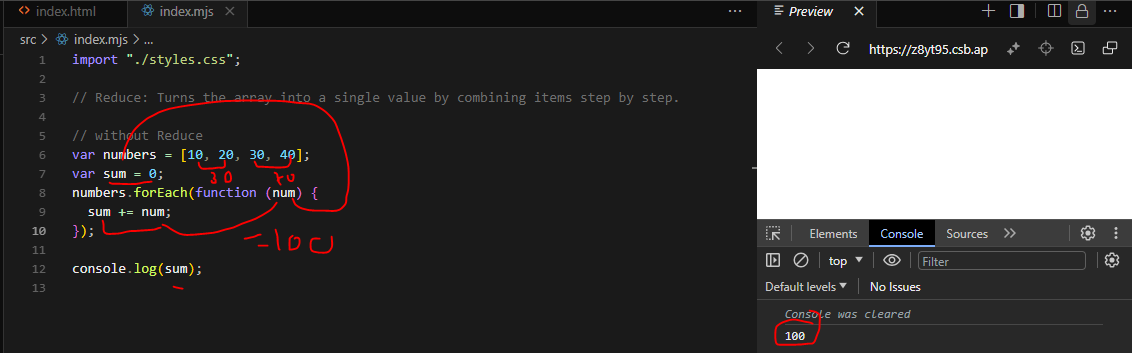 index.html
index.mjs
Preview
src > index.mjs > ...
https://z8yt95.csb.ap
1 import "./styles.css";
2
3 // Reduce: Turns the array into a single value by combining items step by step.
4
5 // without Reduce
6 var numbers = [10, 20, 30, 40];
30 70
7 var sum = 0;
8 numbers.forEach(function (num) {
9 sum += num;
10 });
=100
11
12 console.log(sum);
13
Elements Console Sources
top Filter
Default levels No Issues
Console was cleared
100